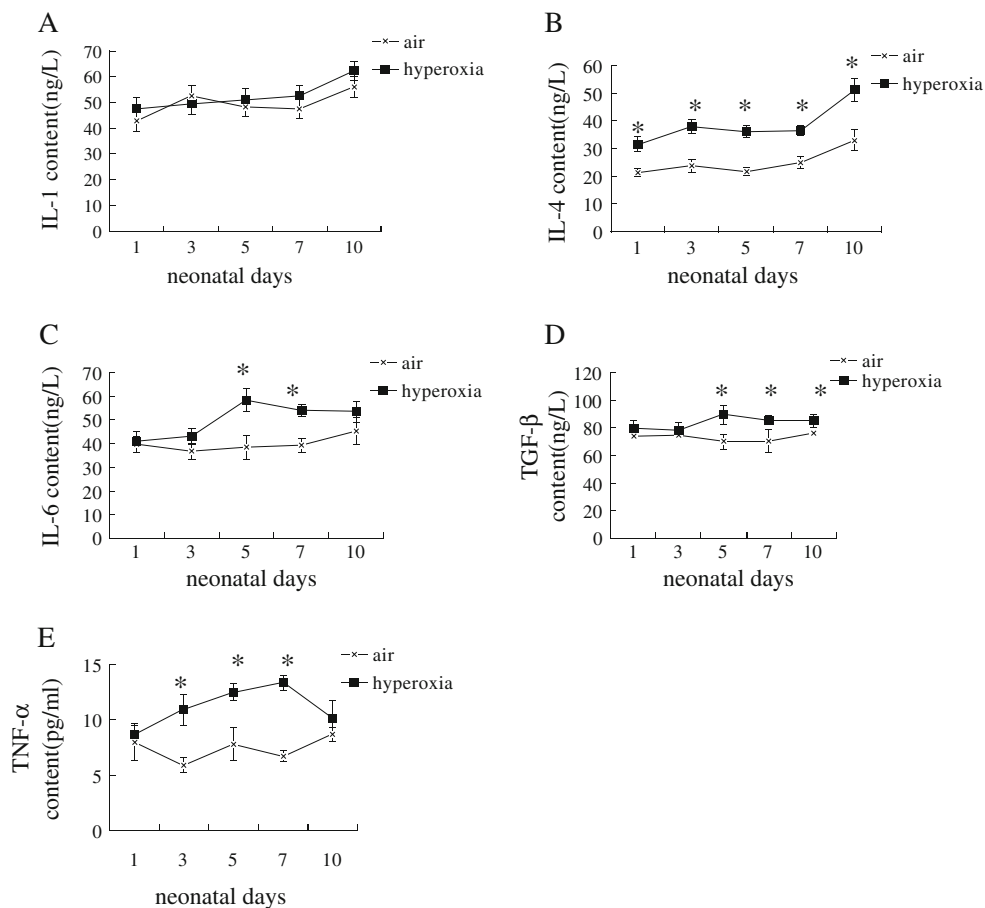 A
air
hyperoxia
IL-1 content(ng/L)
70
60
50
40
30
20
10
0
1 3 5 7 10
neonatal days
B
air
hyperoxia
IL-4 content(ng/L)
60
50
40
30
20
10
0
* * * * *
1 3 5 7 10
neonatal days
C
air
hyperoxia
IL-6 content(ng/L)
70
60
50
40
30
20
10
0
* *
1 3 5 7 10
neonatal days
D
air
hyperoxia
TGF-β
content(ng/L)
120
100
80
60
40
20
0
* * *
1 3 5 7 10
neonatal days
E
air
hyperoxia
TNF-α
content(pg/ml)
15
10
5
0
* * *
1 3 5 7 10
neonatal days